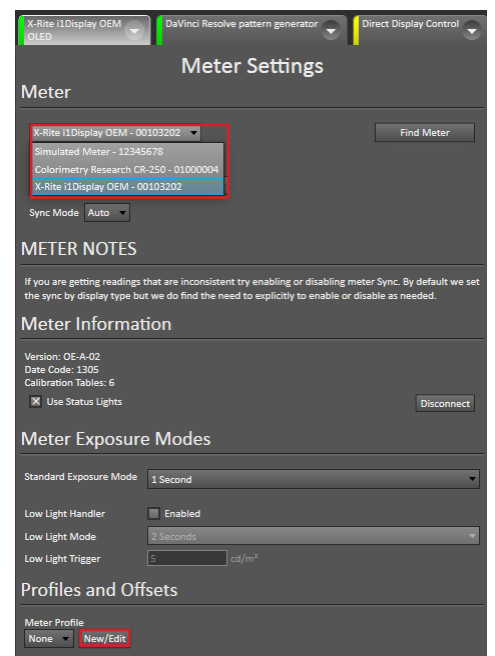 X-Rite i1Display OEM
OLED
DaVinci Resolve pattern generator
Direct Display Control
Meter Settings
Meter
X-Rite i1Display OEM - 00103202
Find Meter
Simulated Meter - 12345678
Colorimetry Research CR-250 - 01000004
X-Rite i1Display OEM - 00103202
Sync Mode Auto
METER NOTES
If you are getting readings that are inconsistent try enabling or disabling meter Sync. By default we set
the sync by display type but we do find the need to explicitly to enable or disable as needed.
Meter Information
Version: OE-A-02
Date Code: 1305
Calibration Tables: 6
Use Status Lights
Disconnect
Meter Exposure Modes
Standard Exposure Mode 1 Second
Low Light Handler Enabled
Low Light Mode 2 Seconds
Low Light Trigger 5 cd/m²
Profiles and Offsets
Meter Profile
None New/Edit